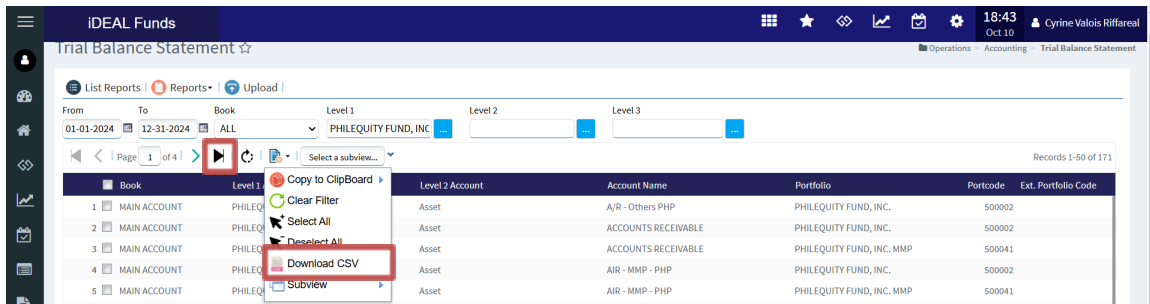 iDEAL Funds
18:43
Oct 10
Cyrine Valois Riffareal
Trial Balance Statement
Operations > Accounting > Trial Balance Statement
List Reports | Reports | Upload |
From To Book Level 1 Level 2 Level 3
01-01-2024 12-31-2024 ALL PHILEQUITY FUND, INC ... ... ...
Page 1 of 4 Select a subview... Records 1-50 of 171
Copy to ClipBoard
Clear Filter
Select All
Deselect All
Download CSV
Subview
Book Level 1 Level 2 Account Account Name Portfolio Portcode Ext. Portfolio Code
1 MAIN ACCOUNT PHILEQ Asset A/R - Others PHP PHILEQUITY FUND, INC. 500002
2 MAIN ACCOUNT PHILEQ Asset ACCOUNTS RECEIVABLE PHILEQUITY FUND, INC. 500002
3 MAIN ACCOUNT PHILEQ Asset ACCOUNTS RECEIVABLE PHILEQUITY FUND, INC. MMP 500041
4 MAIN ACCOUNT PHILEQ Asset AIR - MMP - PHP PHILEQUITY FUND, INC. 500002
5 MAIN ACCOUNT PHILEQ Asset AIR - MMP - PHP PHILEQUITY FUND, INC. MMP 500041